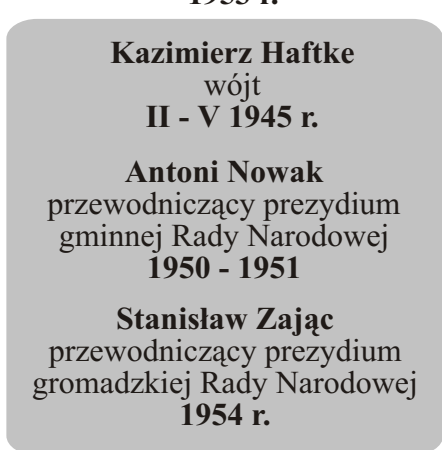 Kazimierz Haftke
wójt
II - V 1945 r.
Antoni Nowak
przewodniczący prezydium
gminnej Rady Narodowej
1950 - 1951
Stanisław Zając
przewodniczący prezydium
gromadzkiej Rady Narodowej
1954 r.